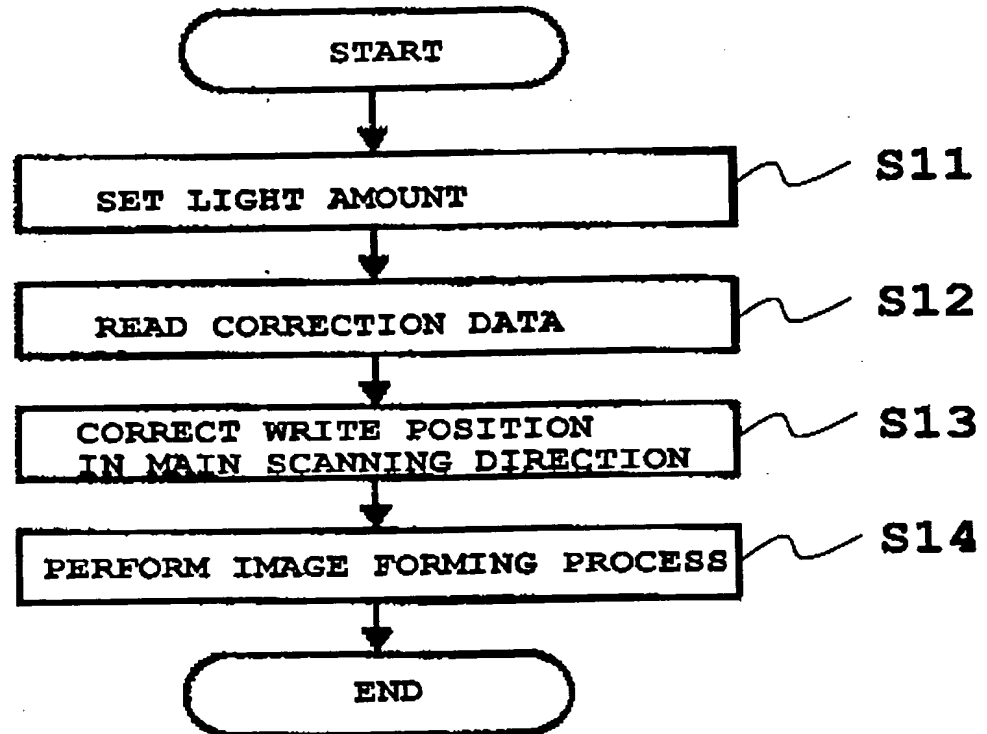 START
SET LIGHT AMOUNT
S11
READ CORRECTION DATA
S12
CORRECT WRITE POSITION
IN MAIN SCANNING DIRECTION
S13
PERFORM IMAGE FORMING PROCESS
S14
END